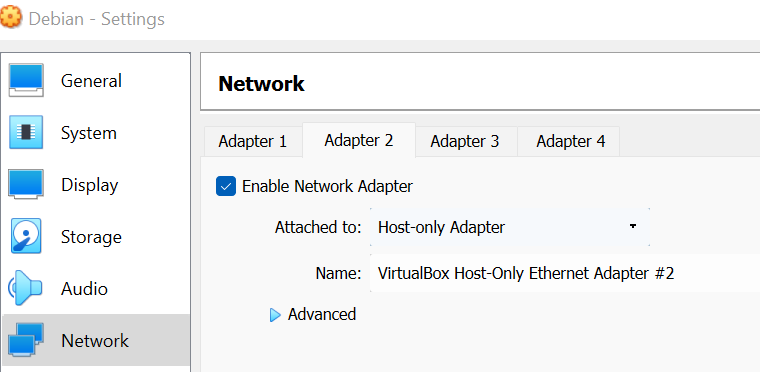 Debian - Settings
General
System
Display
Storage
Audio
Network
Network
Adapter 1 Adapter 2 Adapter 3 Adapter 4
Enable Network Adapter
Attached to: Host-only Adapter
Name: VirtualBox Host-Only Ethernet Adapter #2
Advanced